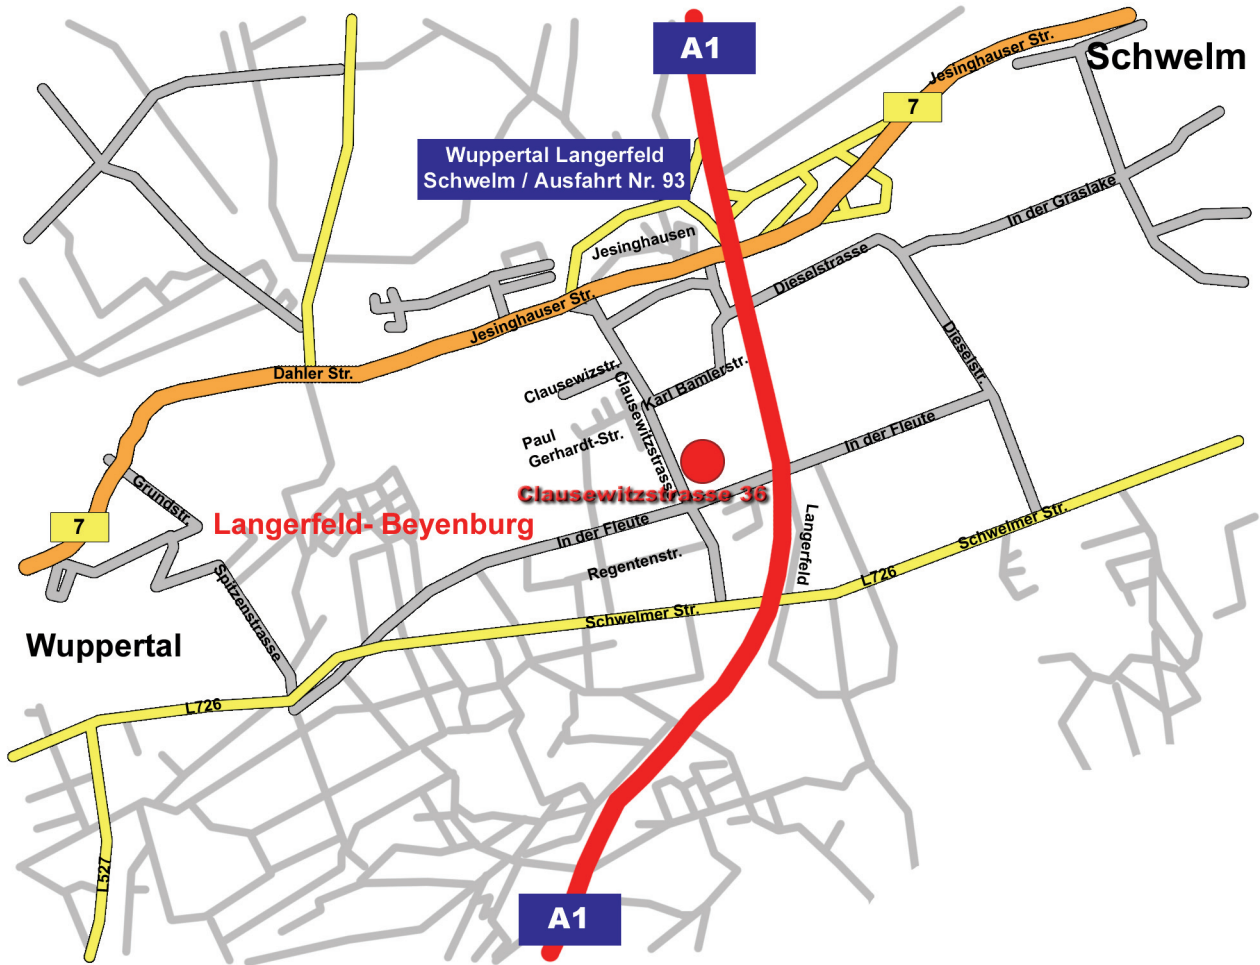 A1
Jesinghauser Str.
Schwelm
7
Wuppertal Langerfeld
Schwelm / Ausfahrt Nr. 93
In der Graslake
Jesinghausen
Dieselstrasse
Jesinghauser Str.
Dieselstr.
Dahler Str.
Clausewizstr.
Karl Bamlerstr.
Clausewitzstrasse
In der Fleute
Paul
Gerhardt-Str.
Clausewitzstrasse 36
Grundstr.
7
Langerfeld- Beyenburg
In der Fleute
Langerfeld
Schwelmer Str.
Regentenstr.
L726
Spitzenstrasse
Schwelmer Str.
Wuppertal
L726
L527
A1